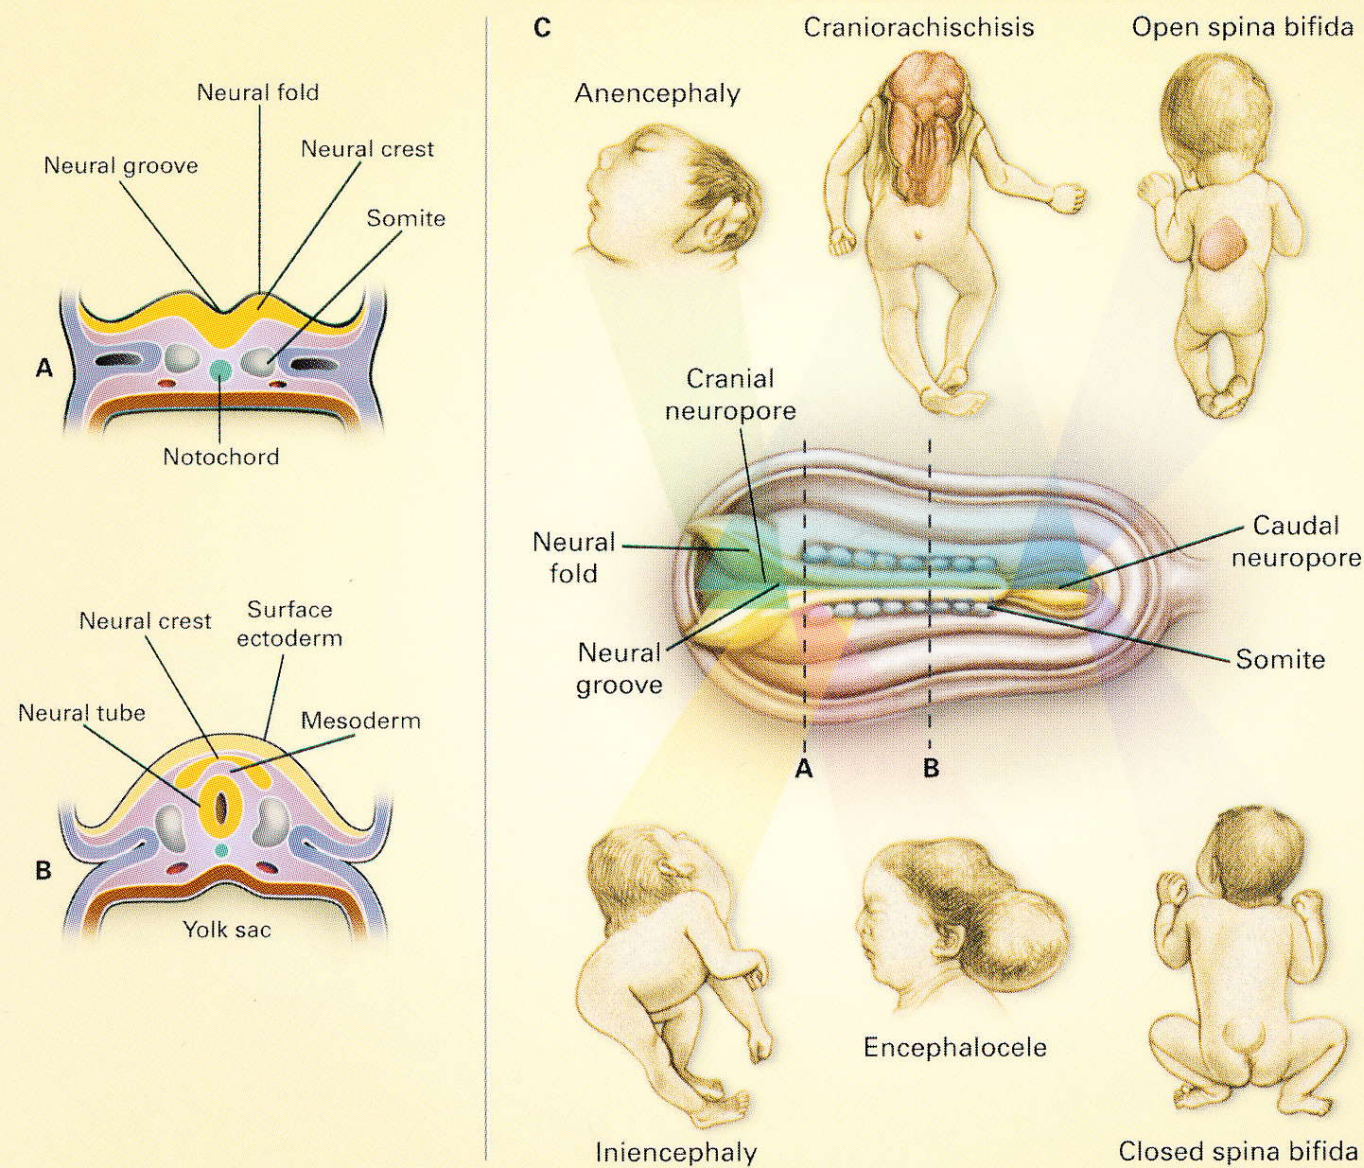 Neural fold
Neural crest
Neural groove
Somite
A
Notochord
Neural crest
Surface
ectoderm
Neural tube
Mesoderm
B
Yolk sac
C
Craniorachischisis
Open spina bifida
Anencephaly
Cranial
neuropore
Neural
fold
Caudal
neuropore
Neural
groove
Somite
A
B
Encephalocele
Iniencephaly
Closed spina bifida